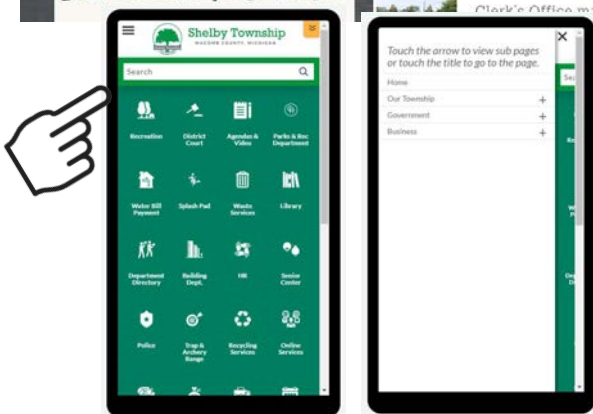 Clerk's Office ma
Shelby Township
MACOMB COUNTY, MICHIGAN
Search
Recreation
District
Court
Agendas &
Video
Parks & Rec
Department
Water Bill
Payment
Splash Pad
Waste
Services
Library
Department
Directory
Building
Dept.
HR
Senior
Center
Police
Trap &
Archery
Range
Recycling
Services
Online
Services
Touch the arrow to view sub pages
or touch the title to go to the page.
Home
Our Township +
Government +
Business +